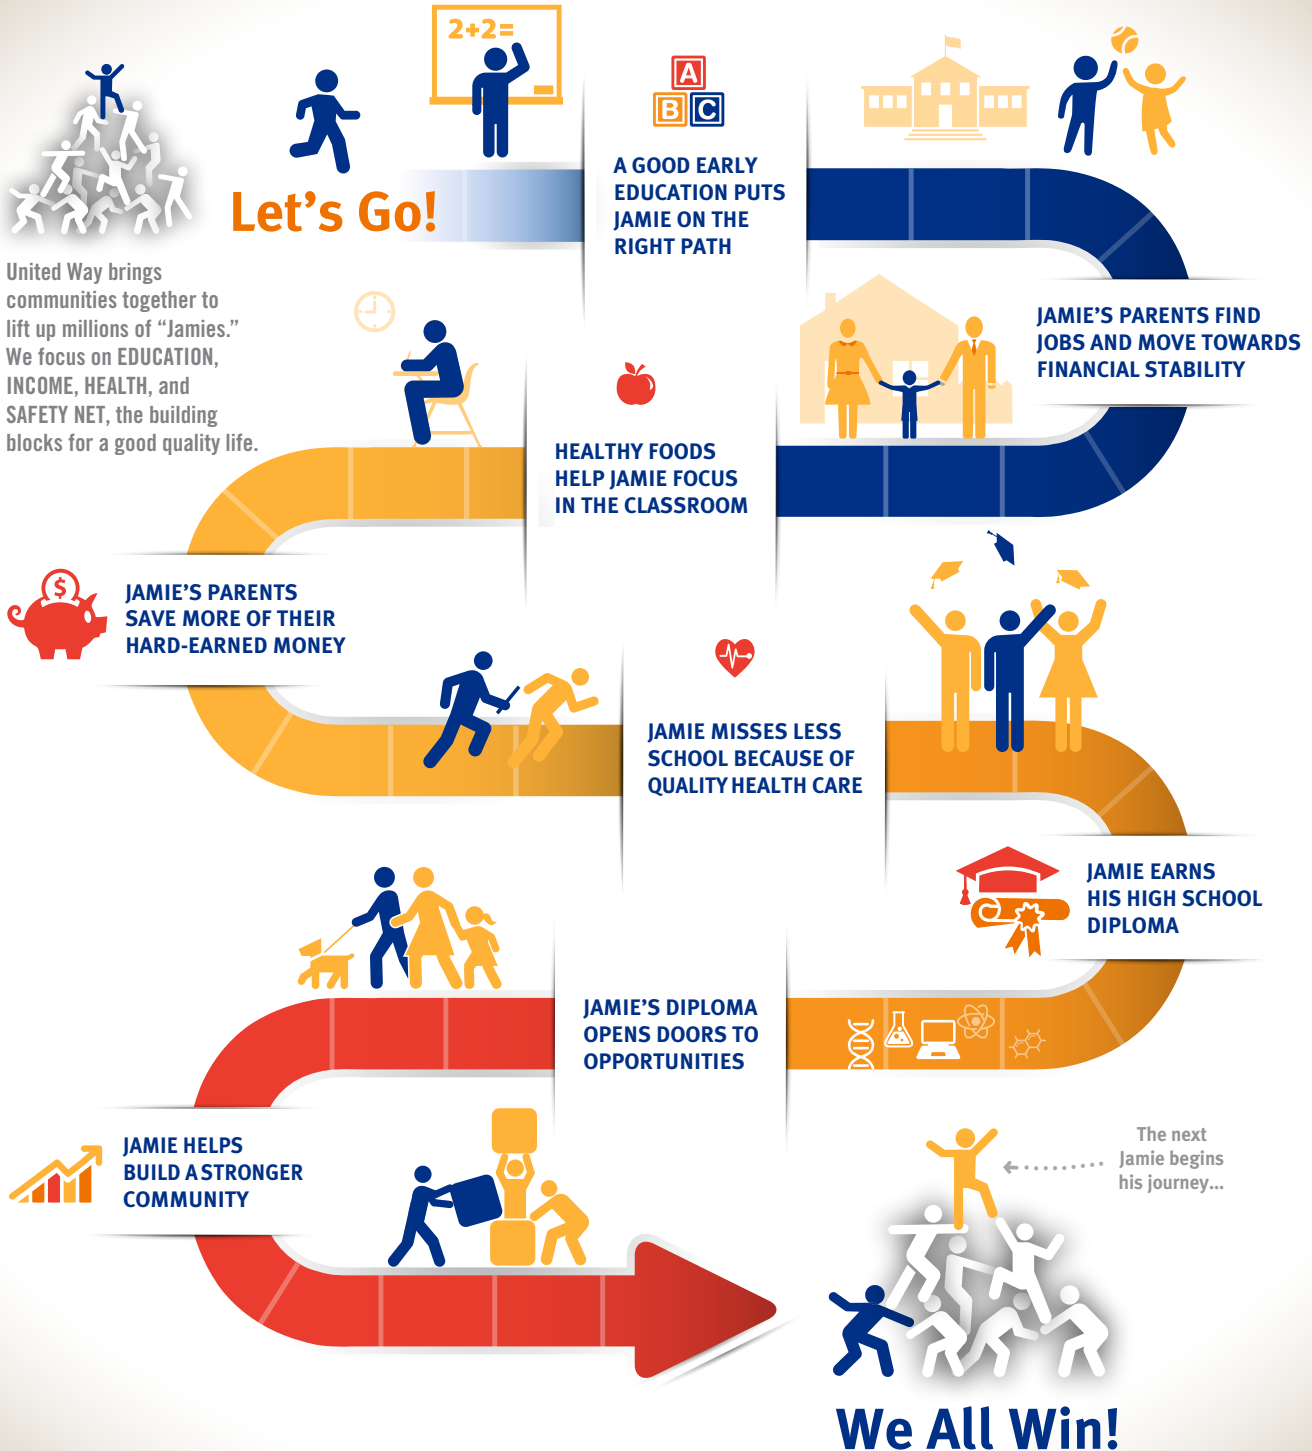 2+2=
A
B C
Let's Go!
A GOOD EARLY
EDUCATION PUTS
JAMIE ON THE
RIGHT PATH
United Way brings
communities together to
lift up millions of “Jamies.”
We focus on EDUCATION,
INCOME, HEALTH, and
SAFETY NET, the building
blocks for a good quality life.
JAMIE’S PARENTS FIND
JOBS AND MOVE TOWARDS
FINANCIAL STABILITY
HEALTHY FOODS
HELP JAMIE FOCUS
IN THE CLASSROOM
$
JAMIE’S PARENTS
SAVE MORE OF THEIR
HARD-EARNED MONEY
JAMIE MISSES LESS
SCHOOL BECAUSE OF
QUALITY HEALTH CARE
JAMIE EARNS
HIS HIGH SCHOOL
DIPLOMA
JAMIE’S DIPLOMA
OPENS DOORS TO
OPPORTUNITIES
JAMIE HELPS
BUILD A STRONGER
COMMUNITY
The next
Jamie begins
his journey...
We All Win!